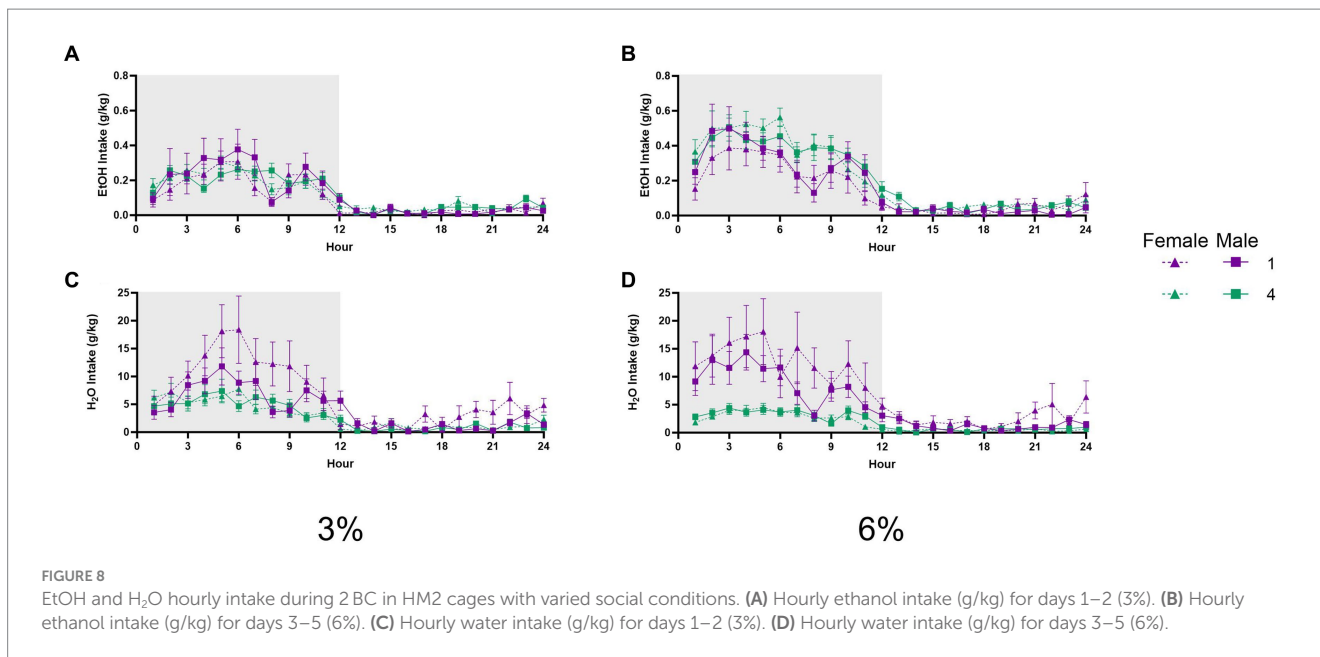 A
EtOH Intake (g/kg)
0.8
0.6
0.4
0.2
0.0
0 3 6 9 12 15 18 21 24
Hour
B
EtOH Intake (g/kg)
0.8
0.6
0.4
0.2
0.0
0 3 6 9 12 15 18 21 24
Hour
C
H₂O Intake (g/kg)
25
20
15
10
5
0
0 3 6 9 12 15 18 21 24
Hour
D
H₂O Intake (g/kg)
25
20
15
10
5
0
0 3 6 9 12 15 18 21 24
Hour
Female Male
1
4
3%
6%
FIGURE 8
EtOH and H₂O hourly intake during 2 BC in HM2 cages with varied social conditions. (A) Hourly ethanol intake (g/kg) for days 1–2 (3%). (B) Hourly
ethanol intake (g/kg) for days 3–5 (6%). (C) Hourly water intake (g/kg) for days 1–2 (3%). (D) Hourly water intake (g/kg) for days 3–5 (6%).